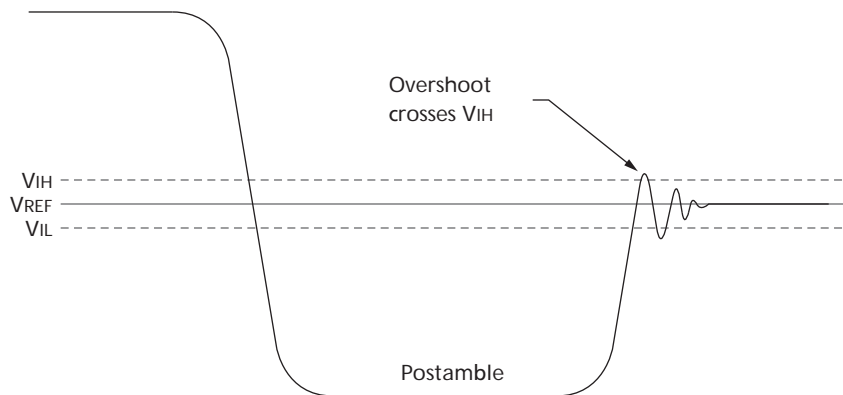 Overshoot
crosses VIH
VIH
VREF
VIL
Postamble